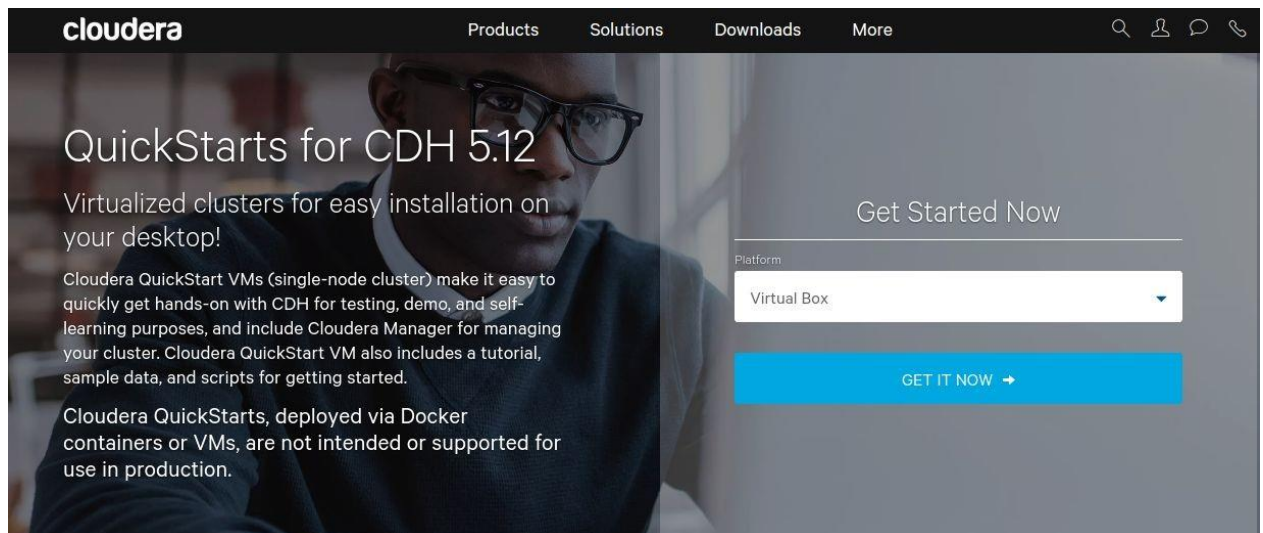 cloudera
Products Solutions Downloads More
QuickStarts for CDH 5.12
Virtualized clusters for easy installation on
your desktop!
Cloudera QuickStart VMs (single-node cluster) make it easy to
quickly get hands-on with CDH for testing, demo, and self-
learning purposes, and include Cloudera Manager for managing
your cluster. Cloudera QuickStart VM also includes a tutorial,
sample data, and scripts for getting started.
Cloudera QuickStarts, deployed via Docker
containers or VMs, are not intended or supported for
use in production.
Get Started Now
Platform
Virtual Box
GET IT NOW